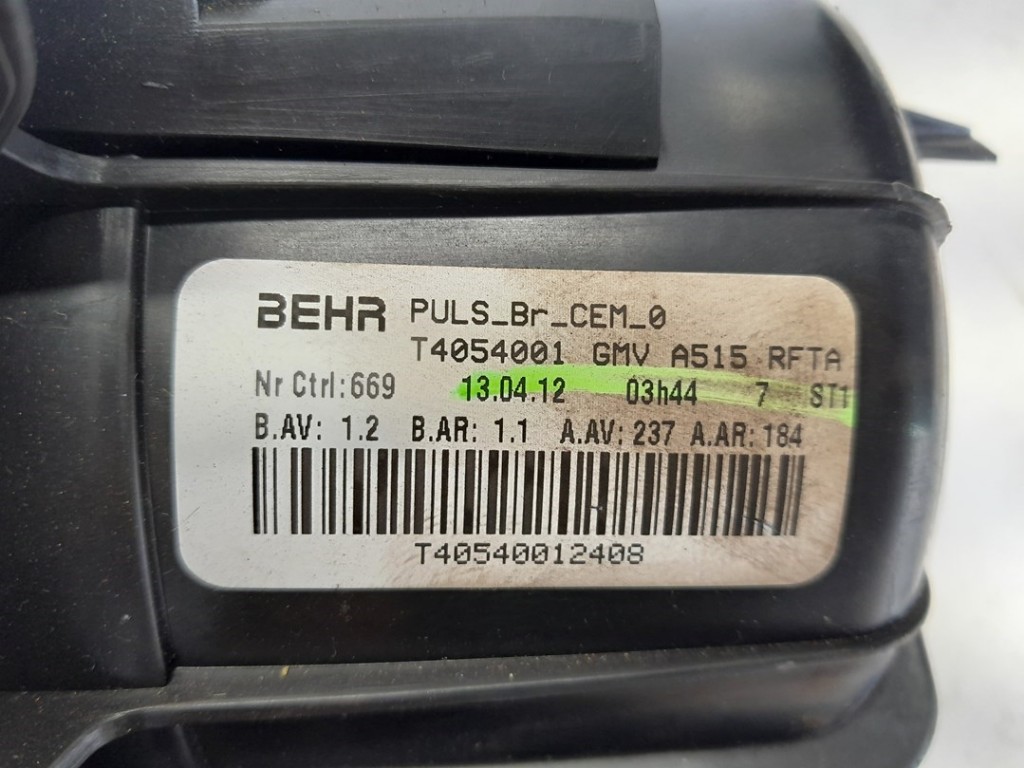 BEHR PULS_Br_CEM_0
T4054001 GMV A515 RFTA
Nr Ctrl:669 13.04.12 03h44 7 ST1
B.AV: 1.2 B.AR: 1.1 A.AV: 237 A.AR: 184
T40540012408